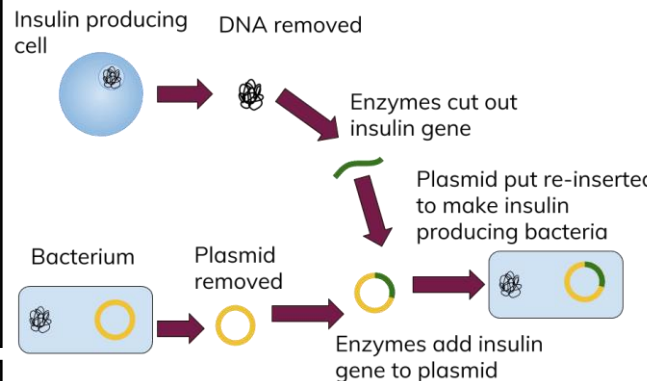 Insulin producing
cell
DNA removed
Enzymes cut out
insulin gene
Plasmid put re-inserted
to make insulin
producing bacteria
Bacterium
Plasmid
removed
Enzymes add insulin
gene to plasmid